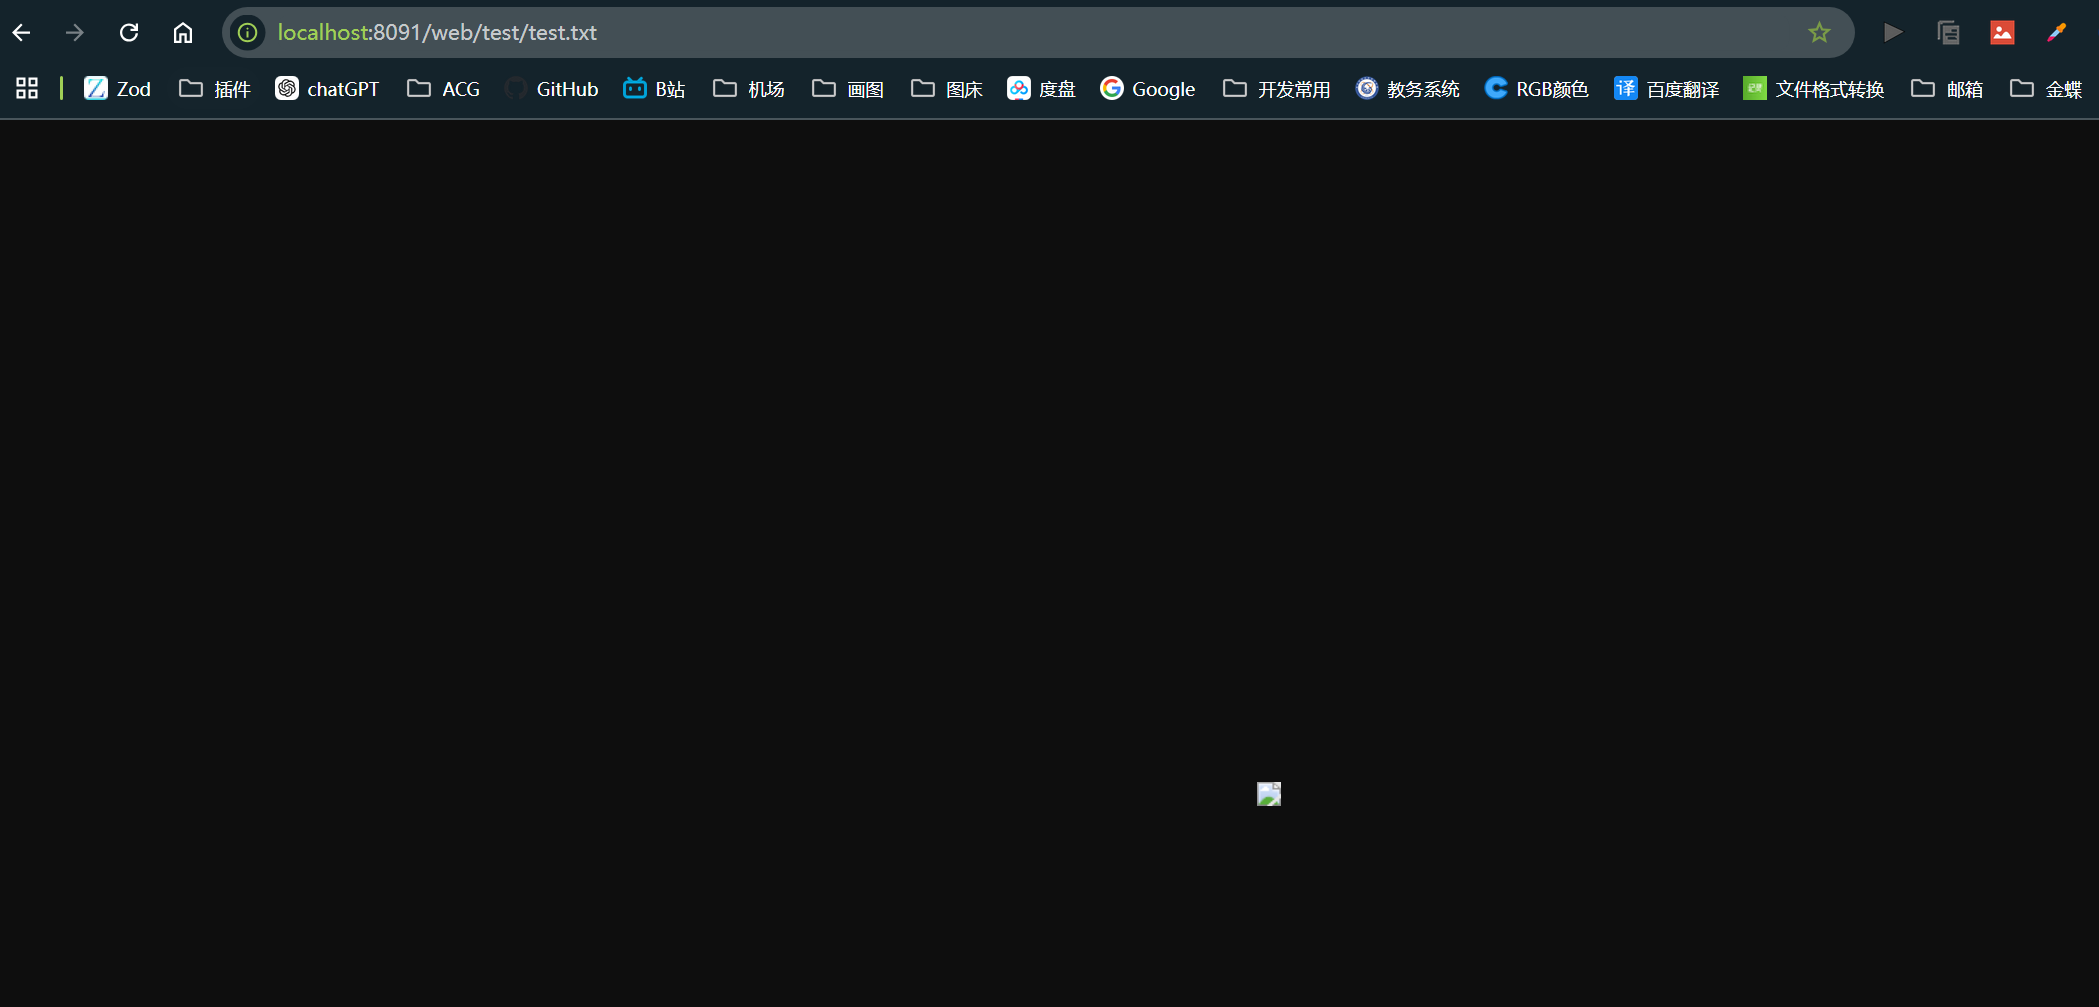 localhost:8091/web/test/test.txt
Zod 插件 chatGPT ACG GitHub B站 机场 画图 图床 度盘 Google 开发常用 教务系统 RGB颜色 译 百度翻译 文件格式转换 邮箱 金蝶